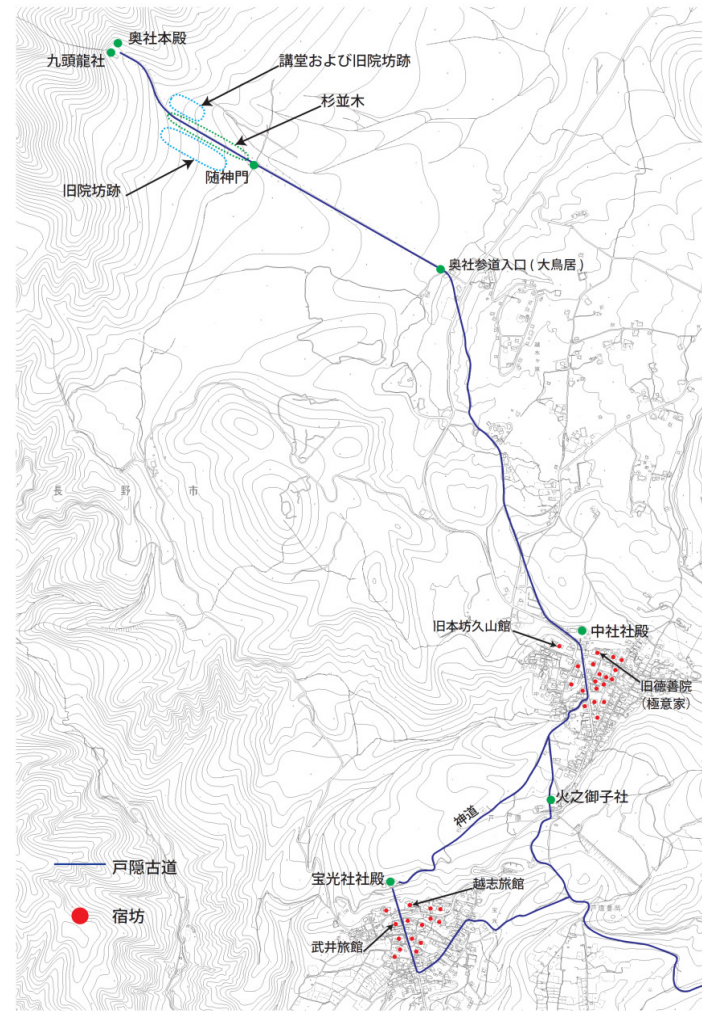 奥社本殿
九頭龍社
講堂および旧院坊跡
杉並木
旧院坊跡
随神門
奥社参道入口(大鳥居)
長 野 市
旧本坊久山館
中社社殿
旧徳善院
(極意家)
火之御子社
神道
宝光社社殿
越志旅館
武井旅館
戸隠古道
宿坊